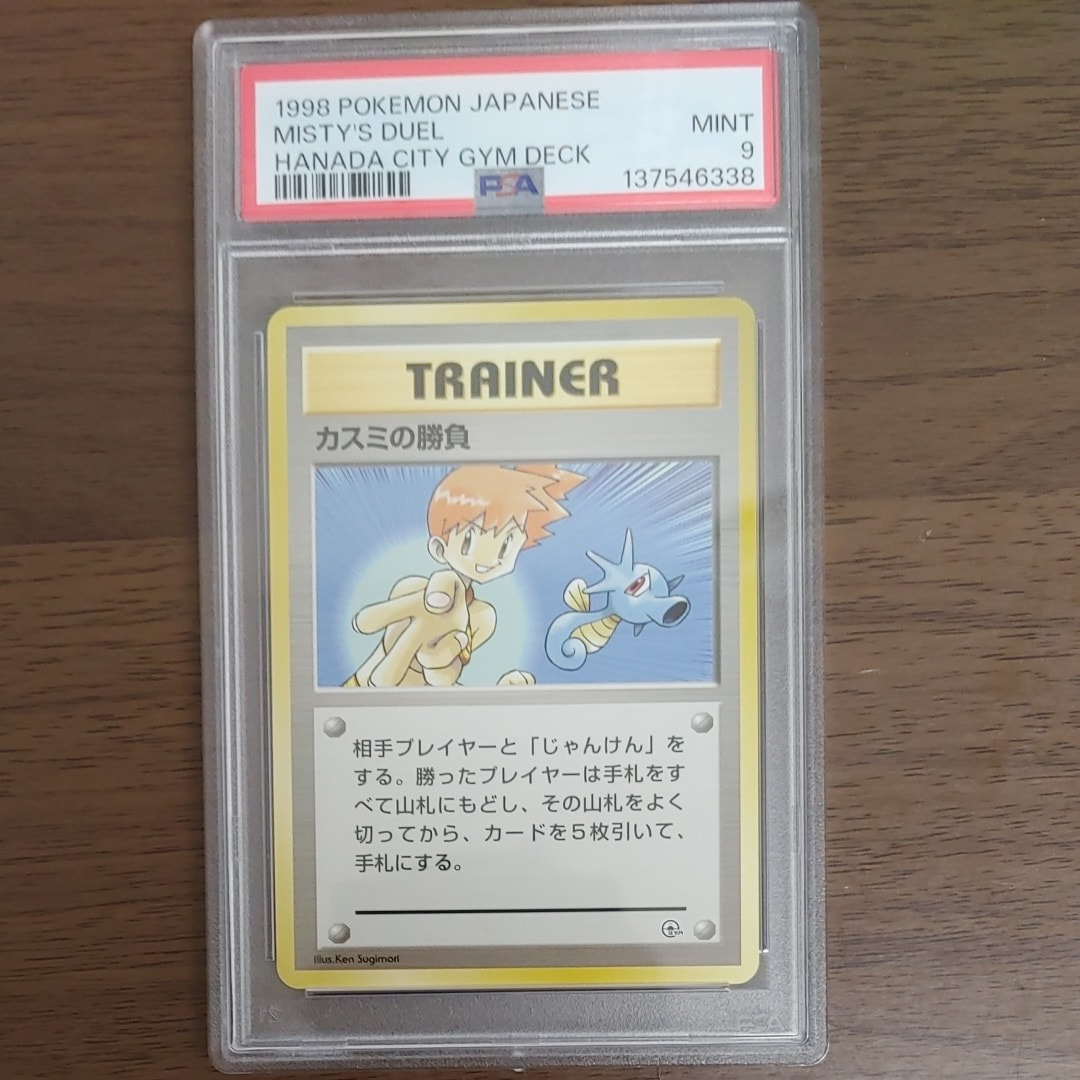 1998 POKEMON JAPANESE
MISTY'S DUEL
MINT
HANADA CITY GYM DECK
9
PSA
137546338
TRAINER
カスミの勝負
相手プレイヤーと「じゃんけん」を
する。勝ったプレイヤーは手札をす
べて山札にもどし、その山札をよく
切ってから、カードを5枚引いて、
手札にする。
GYM
Illus.Ken Sugimori